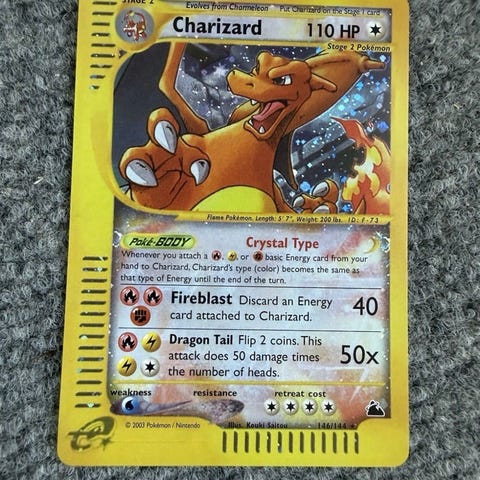 STAGE 2
Evolves from Charmeleon
Put Charizard on the Stage 1 card
Charizard 110 HP
Stage 2 Pokémon
Flame Pokémon. Length: 5' 7", Weight: 200 lbs. ID: F-73
Poké-BODY Crystal Type
Whenever you attach a , , or basic Energy card from your
hand to Charizard, Charizard's type (color) becomes the same as
that type of Energy until the end of the turn.
Fireblast Discard an Energy 40
card attached to Charizard.
Dragon Tail Flip 2 coins. This 50x
attack does 50 damage times
the number of heads.
weakness resistance retreat cost
Illus. Kouki Saitou 146/144
© 2003 Pokémon / Nintendo
e